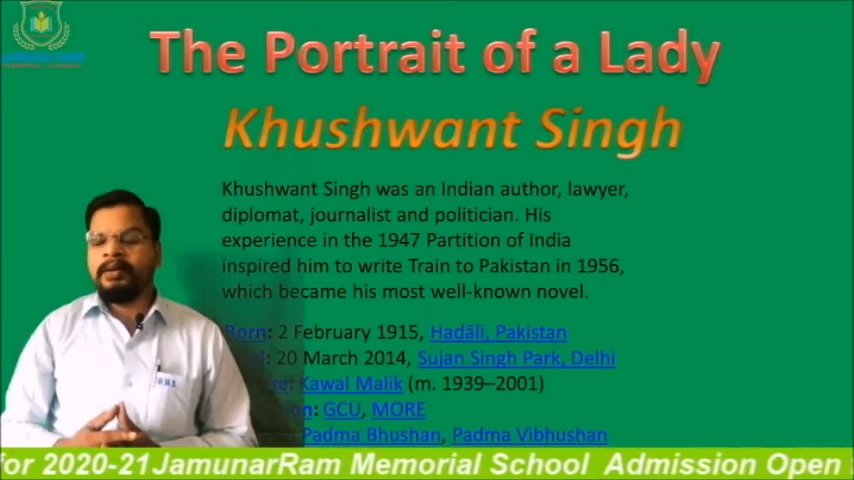 The Portrait of a Lady
Khushwant Singh
Khushwant Singh was an Indian author, lawyer,
diplomat, journalist and politician. His
experience in the 1947 Partition of India
inspired him to write Train to Pakistan in 1956,
which became his most well-known novel.
Born: 2 February 1915, Hadāli, Pakistan
: 20 March 2014, Sujan Singh Park, Delhi
: Kawal Malik (m. 1939–2001)
: GCU, MORE
Padma Bhushan, Padma Vibhushan
for 2020-21 JamunarRam Memorial School Admission Open